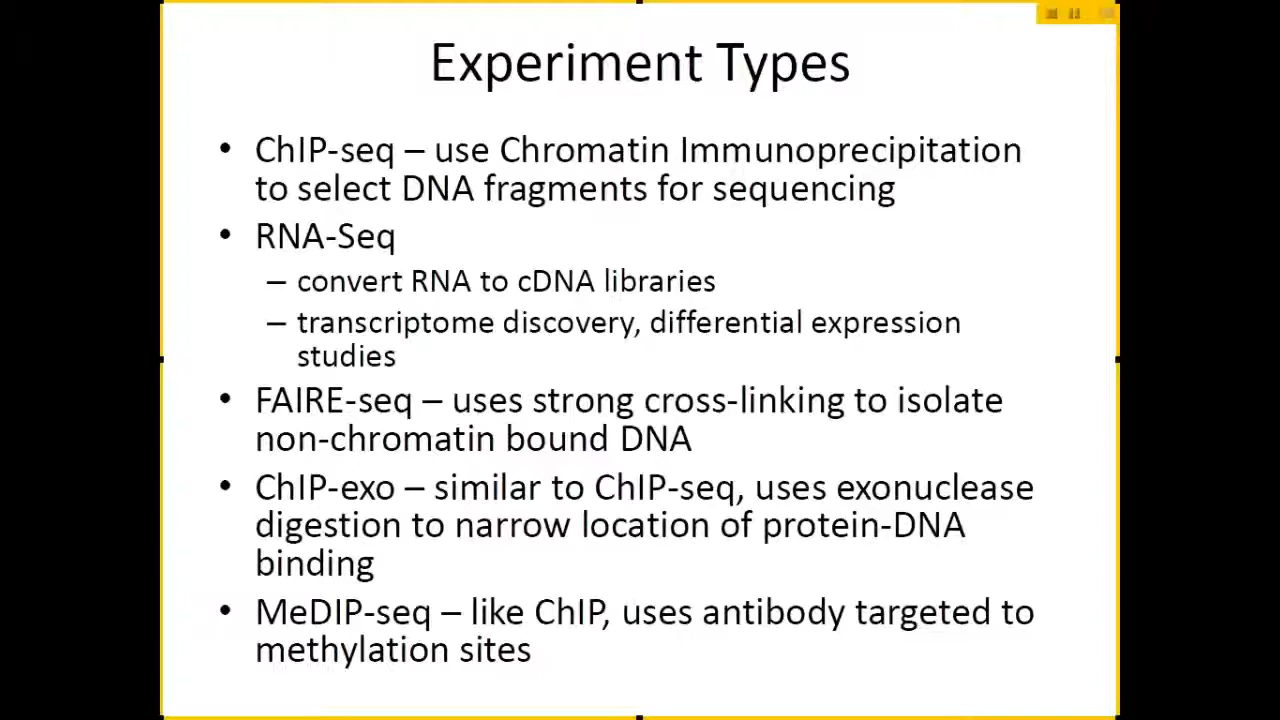 Experiment Types
• ChIP-seq – use Chromatin Immunoprecipitation
to select DNA fragments for sequencing
• RNA-Seq
– convert RNA to cDNA libraries
– transcriptome discovery, differential expression
studies
• FAIRE-seq – uses strong cross-linking to isolate
non-chromatin bound DNA
• ChIP-exo – similar to ChIP-seq, uses exonuclease
digestion to narrow location of protein-DNA
binding
• MeDIP-seq – like ChIP, uses antibody targeted to
methylation sites